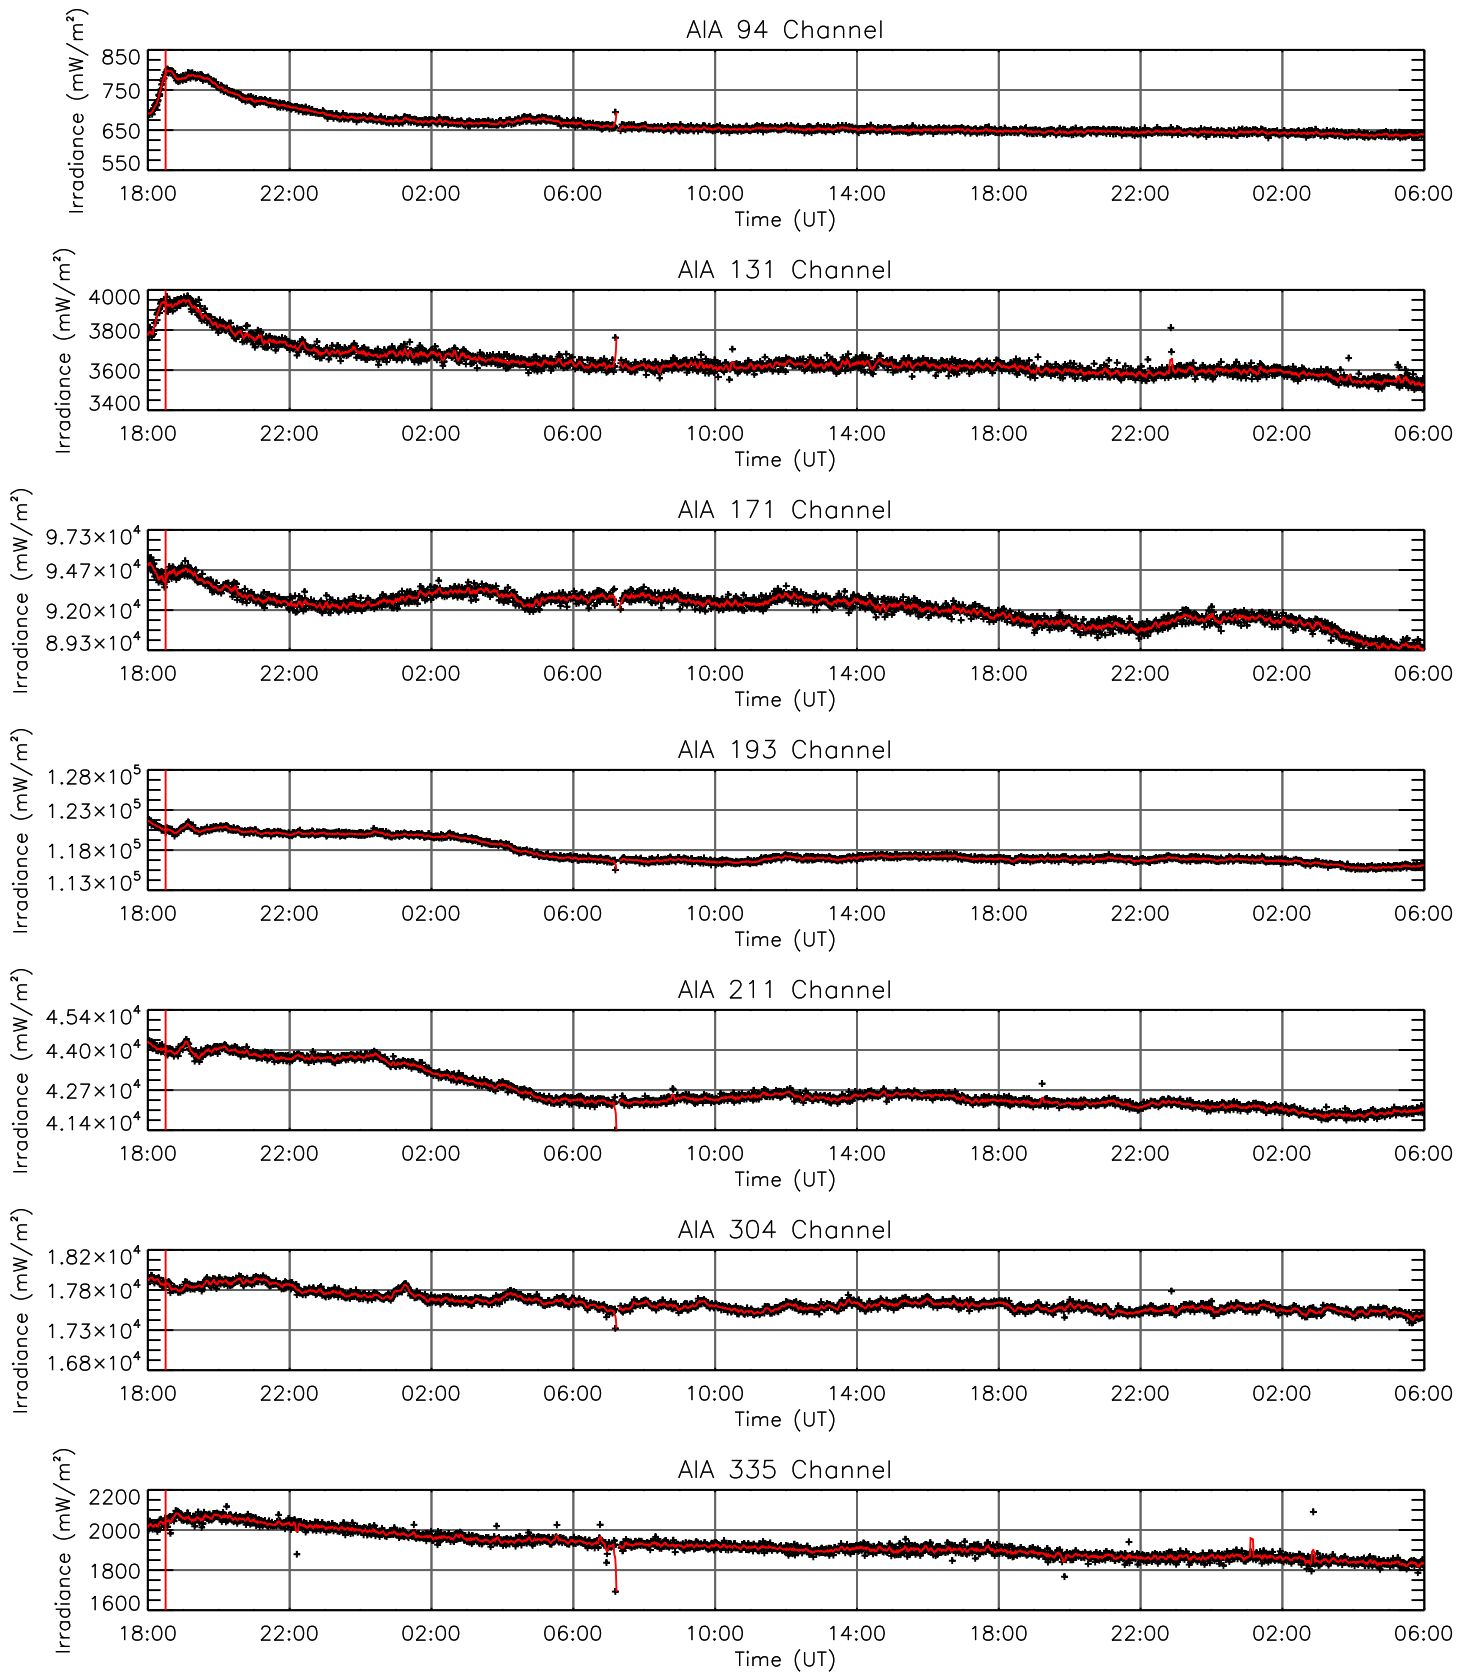 AIA 94 Channel
Irradiance (mW/m²)
850
750
650
550
18:00 22:00 02:00 06:00 10:00 14:00 18:00 22:00 02:00 06:00
Time (UT)
AIA 131 Channel
Irradiance (mW/m²)
4000
3800
3600
3400
18:00 22:00 02:00 06:00 10:00 14:00 18:00 22:00 02:00 06:00
Time (UT)
AIA 171 Channel
Irradiance (mW/m²)
9.73×10⁴
9.47×10⁴
9.20×10⁴
8.93×10⁴
18:00 22:00 02:00 06:00 10:00 14:00 18:00 22:00 02:00 06:00
Time (UT)
AIA 193 Channel
Irradiance (mW/m²)
1.28×10⁵
1.23×10⁵
1.18×10⁵
1.13×10⁵
18:00 22:00 02:00 06:00 10:00 14:00 18:00 22:00 02:00 06:00
Time (UT)
AIA 211 Channel
Irradiance (mW/m²)
4.54×10⁴
4.40×10⁴
4.27×10⁴
4.14×10⁴
18:00 22:00 02:00 06:00 10:00 14:00 18:00 22:00 02:00 06:00
Time (UT)
AIA 304 Channel
Irradiance (mW/m²)
1.82×10⁴
1.78×10⁴
1.73×10⁴
1.68×10⁴
18:00 22:00 02:00 06:00 10:00 14:00 18:00 22:00 02:00 06:00
Time (UT)
AIA 335 Channel
Irradiance (mW/m²)
2200
2000
1800
1600
18:00 22:00 02:00 06:00 10:00 14:00 18:00 22:00 02:00 06:00
Time (UT)